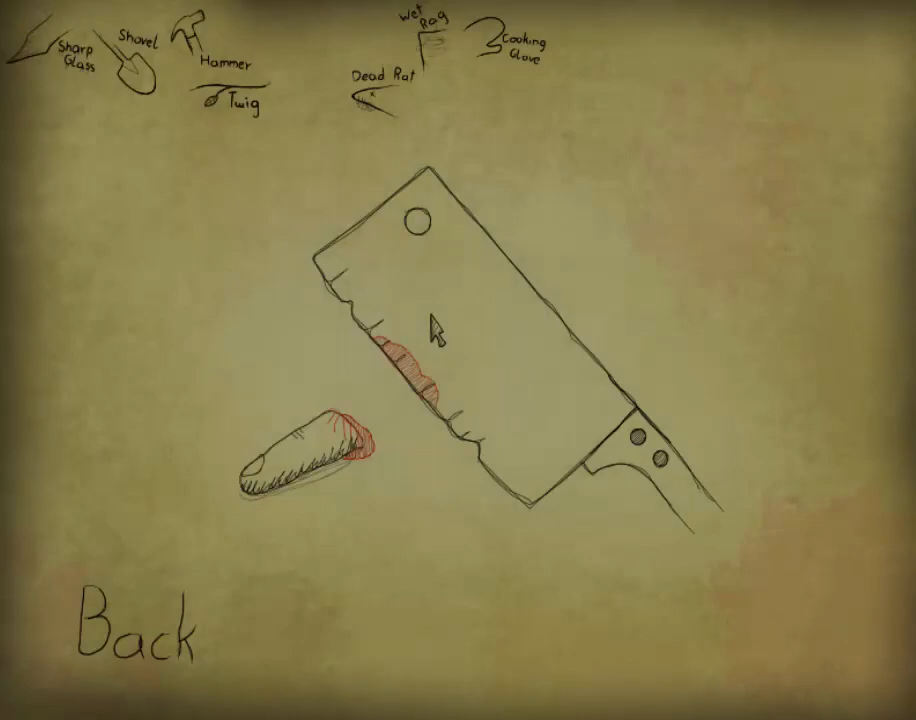 Sharp
Glass
Shovel
Hammer
Twig
Wet
Rag
Dead Rat
Cooking
Glove
Back